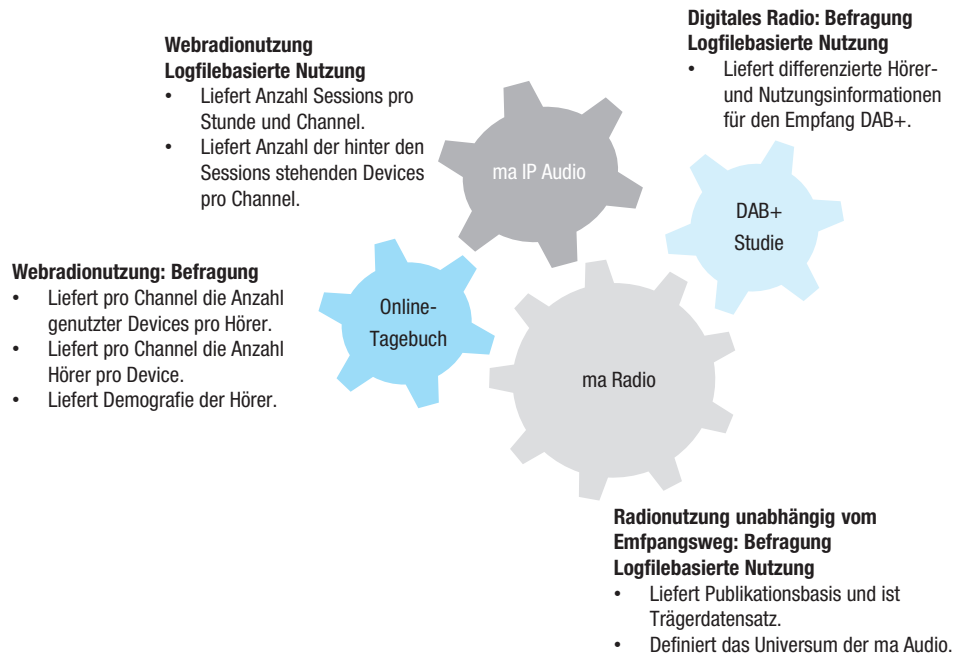 Digitales Radio: Befragung
Logfilebasierte Nutzung
• Liefert differenzierte Hörer-
und Nutzungsinformationen
für den Empfang DAB+.
Webradionutzung
Logfilebasierte Nutzung
• Liefert Anzahl Sessions pro
Stunde und Channel.
• Liefert Anzahl der hinter den
Sessions stehenden Devices
pro Channel.
ma IP Audio
DAB+
Studie
Webradionutzung: Befragung
• Liefert pro Channel die Anzahl
genutzter Devices pro Hörer.
• Liefert pro Channel die Anzahl
Hörer pro Device.
• Liefert Demografie der Hörer.
Online-
Tagebuch
ma Radio
Radionutzung unabhängig vom
Emfpangsweg: Befragung
Logfilebasierte Nutzung
• Liefert Publikationsbasis und ist
Trägerdatensatz.
• Definiert das Universum der ma Audio.